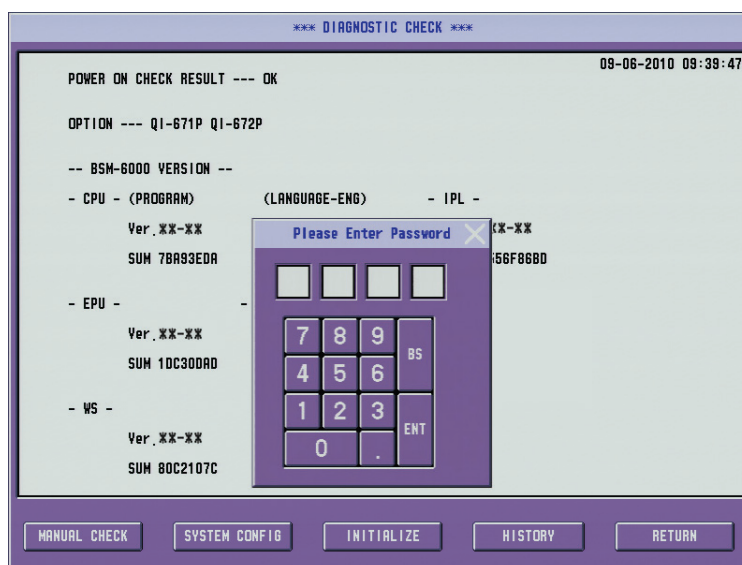 *** DIAGNOSTIC CHECK ***
09-06-2010 09:39:47
POWER ON CHECK RESULT --- OK
OPTION --- QI-671P QI-672P
-- BSM-6000 VERSION --
- CPU - (PROGRAM) (LANGUAGE-ENG) - IPL -
Ver.XX-XX XX-XX
SUM 7BA93EDA 56F86BD
Please Enter Password
- EPU - -
Ver.XX-XX
SUM 1DC30DAD
- WS -
Ver.XX-XX
SUM 80C2107C
7 8 9 BS
4 5 6
1 2 3 ENT
0 .
MANUAL CHECK SYSTEM CONFIG INITIALIZE HISTORY RETURN